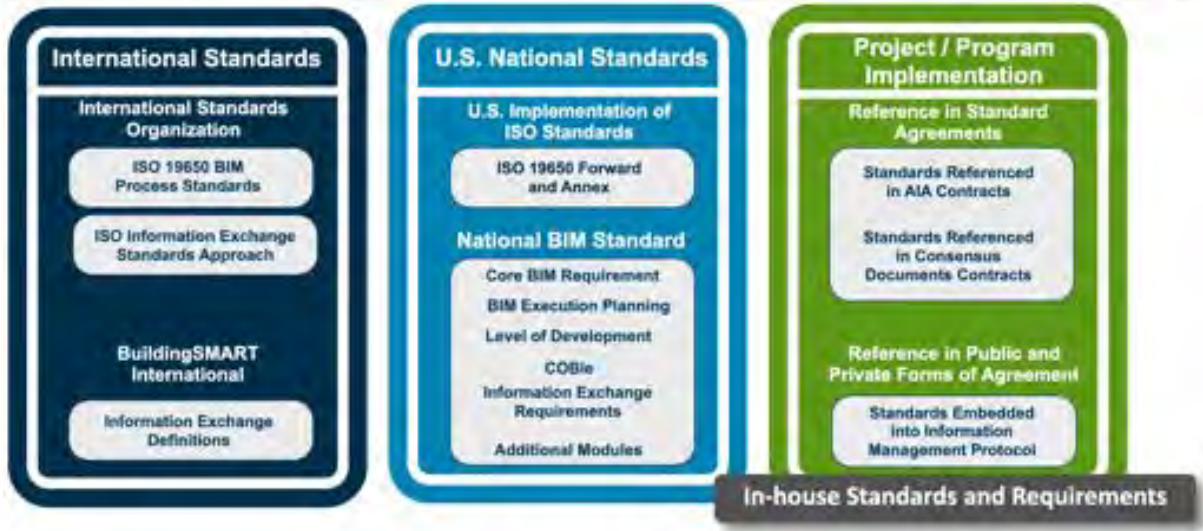 International Standards
International Standards
Organization
ISO 19650 BIM
Process Standards
ISO Information Exchange
Standards Approach
BuildingSMART
International
Information Exchange
Definitions
U.S. National Standards
U.S. Implementation of
ISO Standards
ISO 19650 Forward
and Annex
National BIM Standard
Core BIM Requirement
BIM Execution Planning
Level of Development
COBie
Information Exchange
Requirements
Additional Modules
Project / Program
Implementation
Reference in Standard
Agreements
Standards Referenced
in AIA Contracts
Standards Referenced
in Consensus
Documents Contracts
Reference in Public and
Private Forms of Agreement
Standards Embedded
into Information
Management Protocol
In-house Standards and Requirements